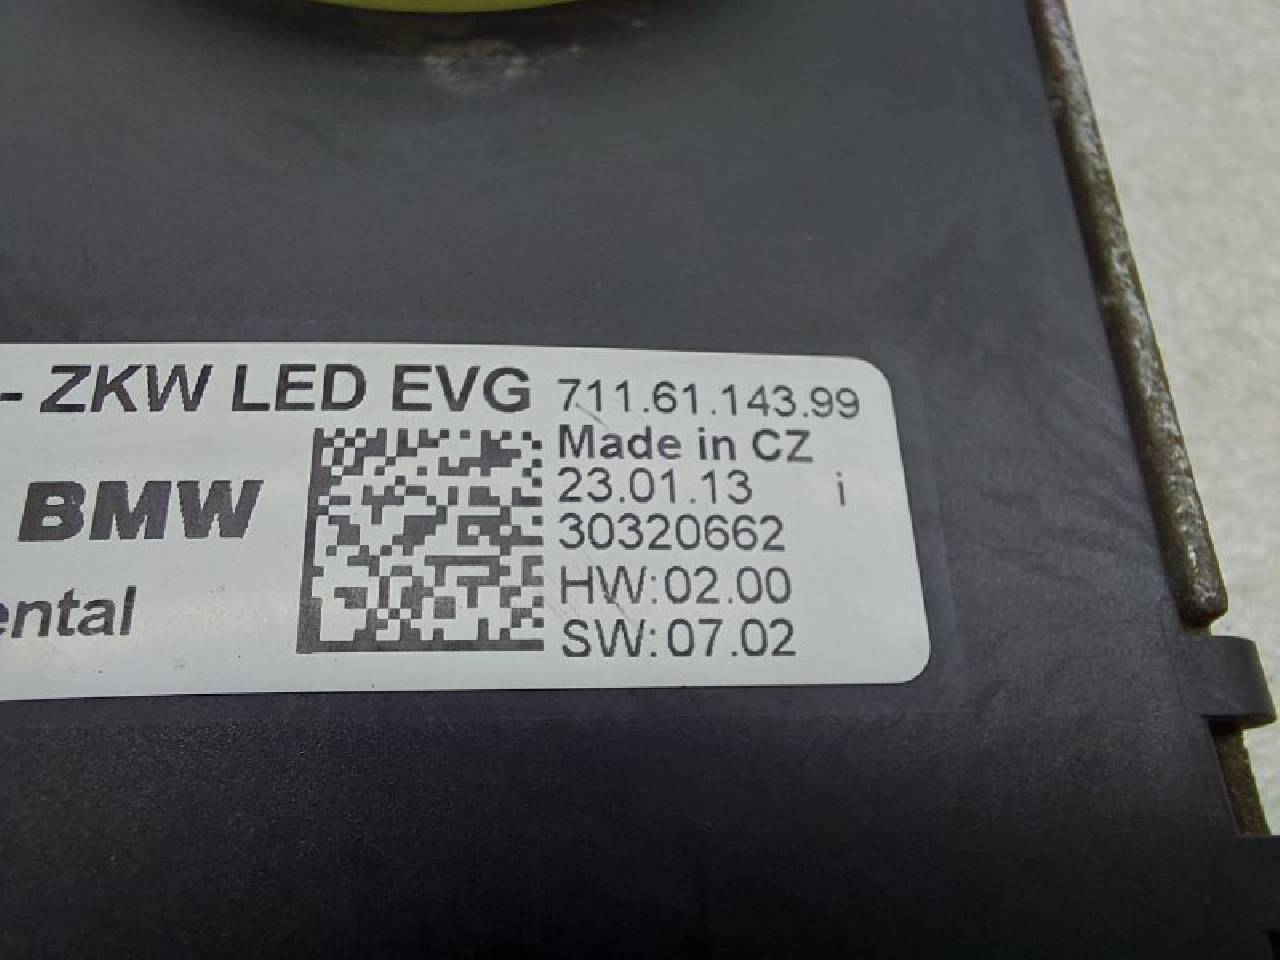 - ZKW LED EVG 711.61.143.99
Made in CZ
BMW 23.01.13 i
30320662
ental HW:02.00
SW:07.02